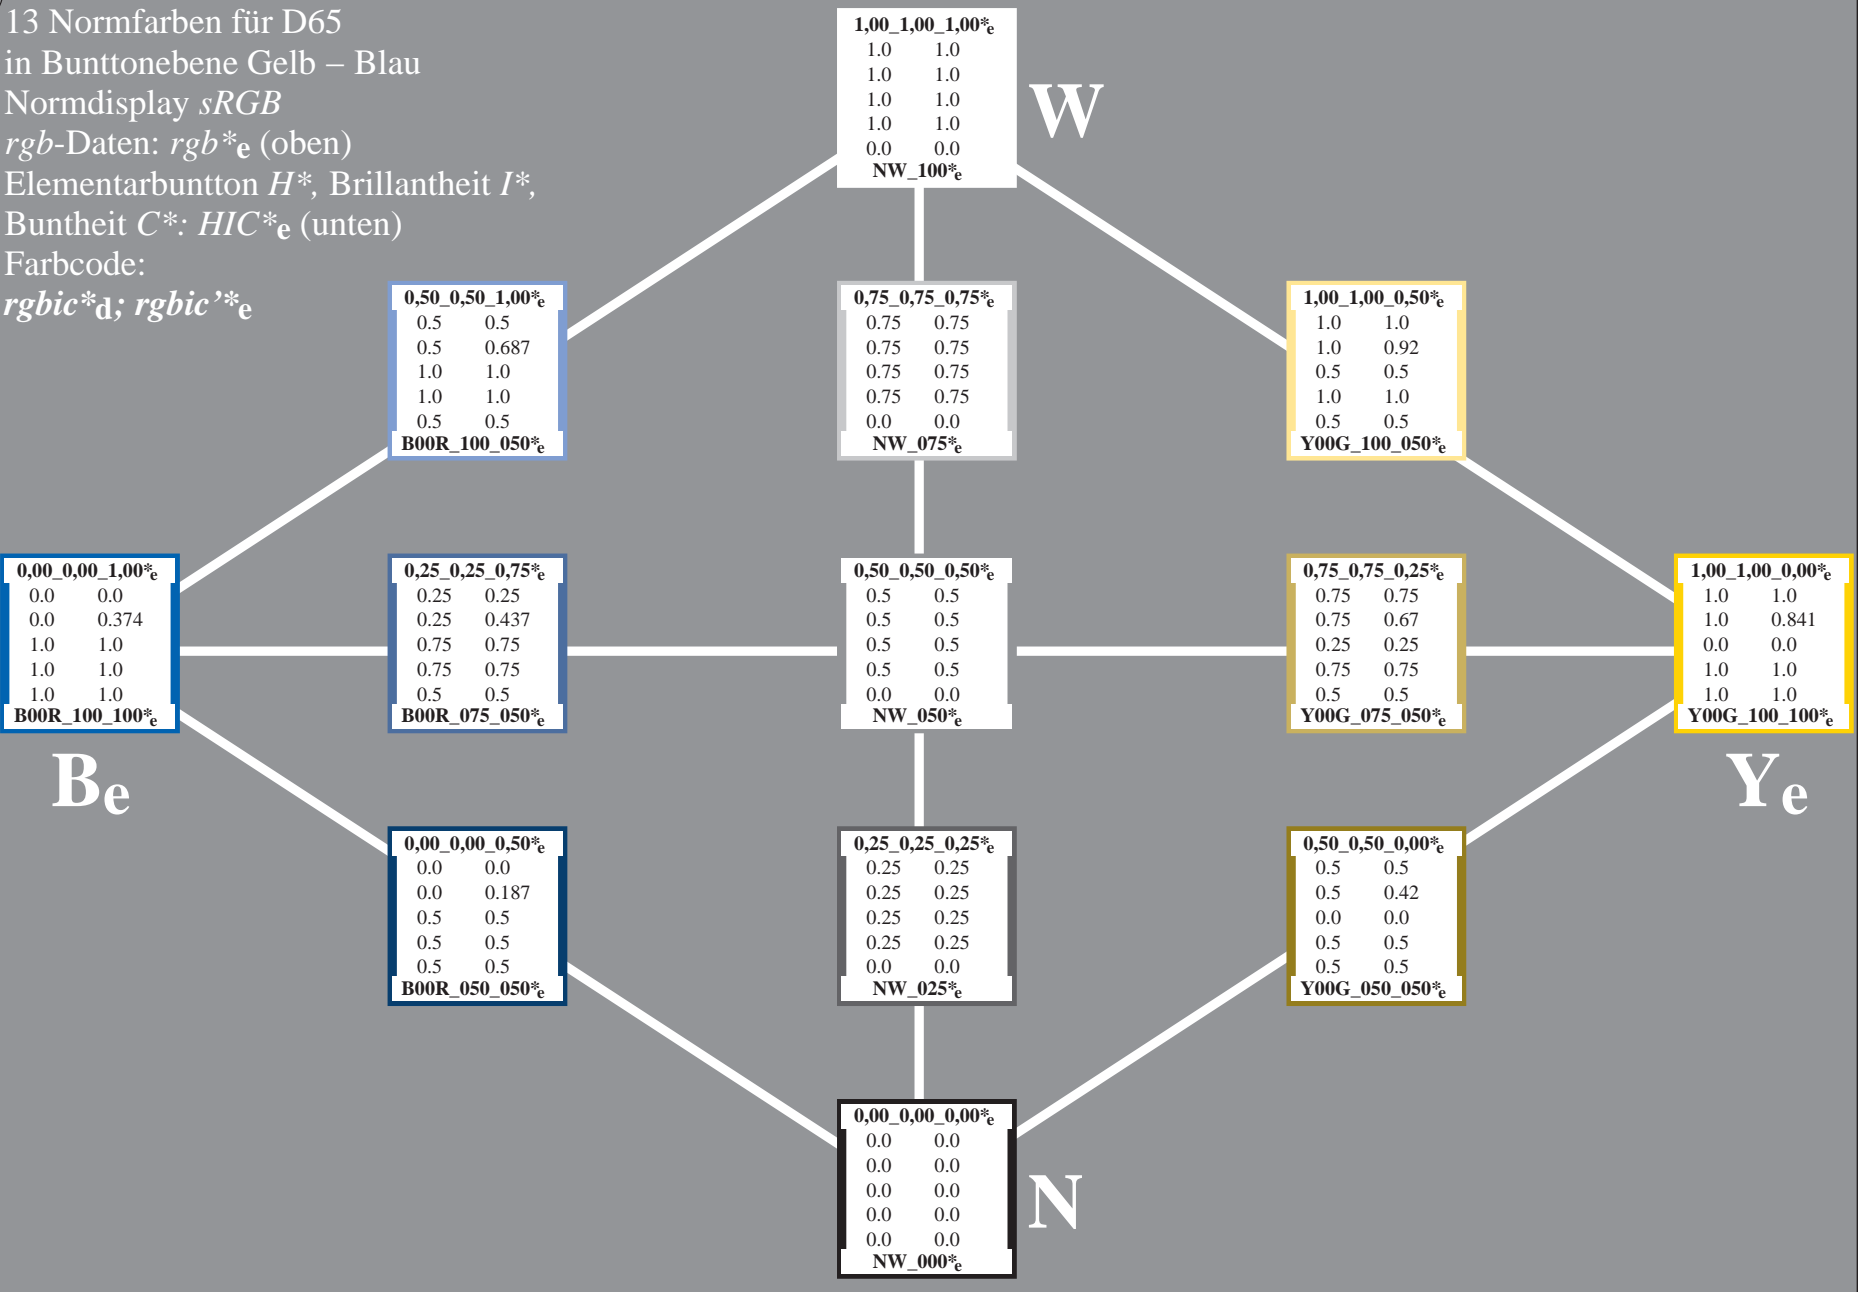 13 Normfarben für D65
in Bunttonebene Gelb – Blau
Normdisplay sRGB
rgb-Daten: rgb*e (oben)
Elementarbuntton H*, Brillantheit I*,
Buntheit C*: HIC*e (unten)
Farbcode:
rgbic*d; rgbic’*e
1,00_1,00_1,00*e
1.0 1.0
1.0 1.0
1.0 1.0
1.0 1.0
0.0 0.0
NW_100*e
W
0,50_0,50_1,00*e
0.5 0.5
0.5 0.687
1.0 1.0
1.0 1.0
0.5 0.5
B00R_100_050*e
0,75_0,75_0,75*e
0.75 0.75
0.75 0.75
0.75 0.75
0.75 0.75
0.0 0.0
NW_075*e
1,00_1,00_0,50*e
1.0 1.0
1.0 0.92
0.5 0.5
1.0 1.0
0.5 0.5
Y00G_100_050*e
0,00_0,00_1,00*e
0.0 0.0
0.0 0.374
1.0 1.0
1.0 1.0
1.0 1.0
B00R_100_100*e
Be
0,25_0,25_0,75*e
0.25 0.25
0.25 0.437
0.75 0.75
0.75 0.75
0.5 0.5
B00R_075_050*e
0,50_0,50_0,50*e
0.5 0.5
0.5 0.5
0.5 0.5
0.5 0.5
0.0 0.0
NW_050*e
0,75_0,75_0,25*e
0.75 0.75
0.75 0.67
0.25 0.25
0.75 0.75
0.5 0.5
Y00G_075_050*e
1,00_1,00_0,00*e
1.0 1.0
1.0 0.841
0.0 0.0
1.0 1.0
1.0 1.0
Y00G_100_100*e
Ye
0,00_0,00_0,50*e
0.0 0.0
0.0 0.187
0.5 0.5
0.5 0.5
0.5 0.5
B00R_050_050*e
0,25_0,25_0,25*e
0.25 0.25
0.25 0.25
0.25 0.25
0.25 0.25
0.0 0.0
NW_025*e
0,50_0,50_0,00*e
0.5 0.5
0.5 0.42
0.0 0.0
0.5 0.5
0.5 0.5
Y00G_050_050*e
0,00_0,00_0,00*e
0.0 0.0
0.0 0.0
0.0 0.0
0.0 0.0
0.0 0.0
NW_000*e
N